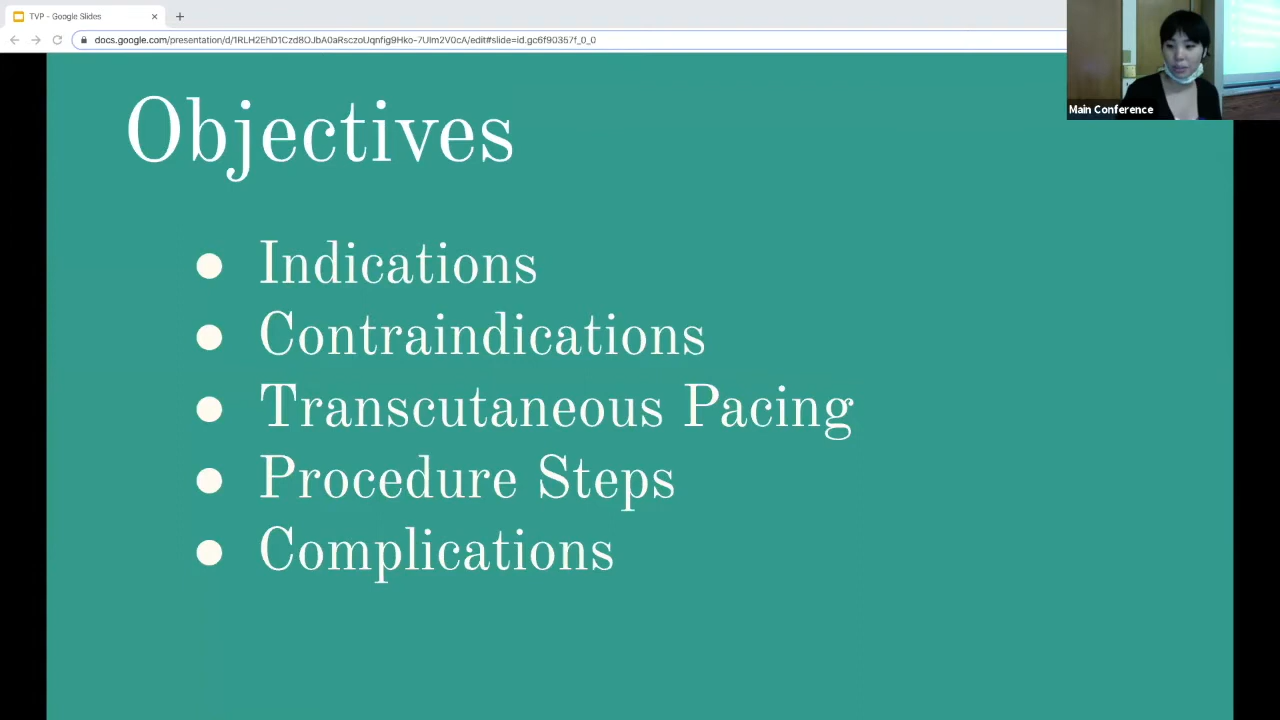 TVP - Google Slides
docs.google.com/presentation/d/1RLH2EhD1Czd8OJbA0aRsczoUqnfig9Hko-7UIm2V0cA/edit#slide=id.gc6f90357f_0_0
Main Conference
Objectives
● Indications
● Contraindications
● Transcutaneous Pacing
● Procedure Steps
● Complications